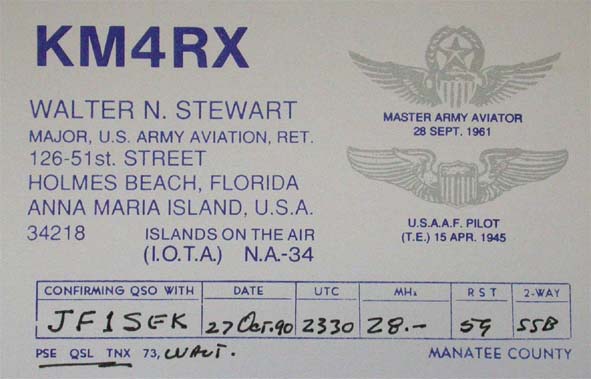 KM4RX
WALTER N. STEWART
MAJOR, U.S. ARMY AVIATION, RET.
126-51st. STREET
HOLMES BEACH, FLORIDA
ANNA MARIA ISLAND, U.S.A.
34218 ISLANDS ON THE AIR
(I.O.T.A.) N.A.-34
MASTER ARMY AVIATOR
28 SEPT. 1961
U.S.A.A.F. PILOT
(T.E.) 15 APR. 1945
CONFIRMING QSO WITH DATE UTC MHz RST 2-WAY
JF1SEK 27 Oct. 90 2330 28.- 59 SSB
PSE QSL TNX 73, WALT. MANATEE COUNTY